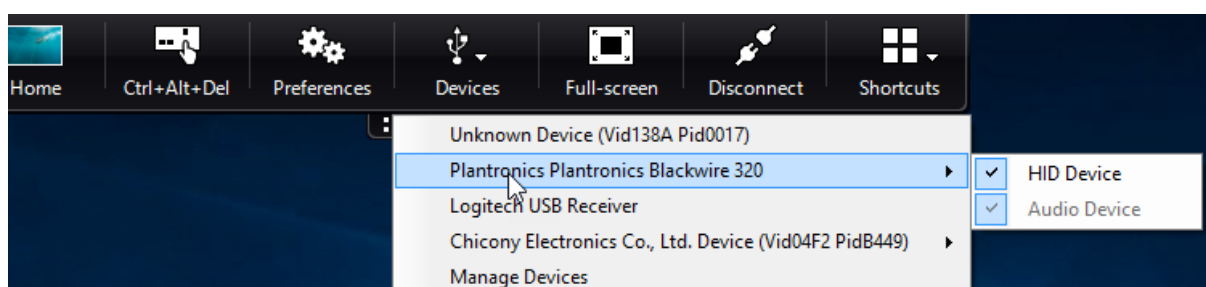 Home Ctrl+Alt+Del Preferences Devices Full-screen Disconnect Shortcuts
Unknown Device (Vid138A Pid0017)
Plantronics Plantronics Blackwire 320
HID Device
Logitech USB Receiver
Audio Device
Chicony Electronics Co., Ltd. Device (Vid04F2 PidB449)
Manage Devices